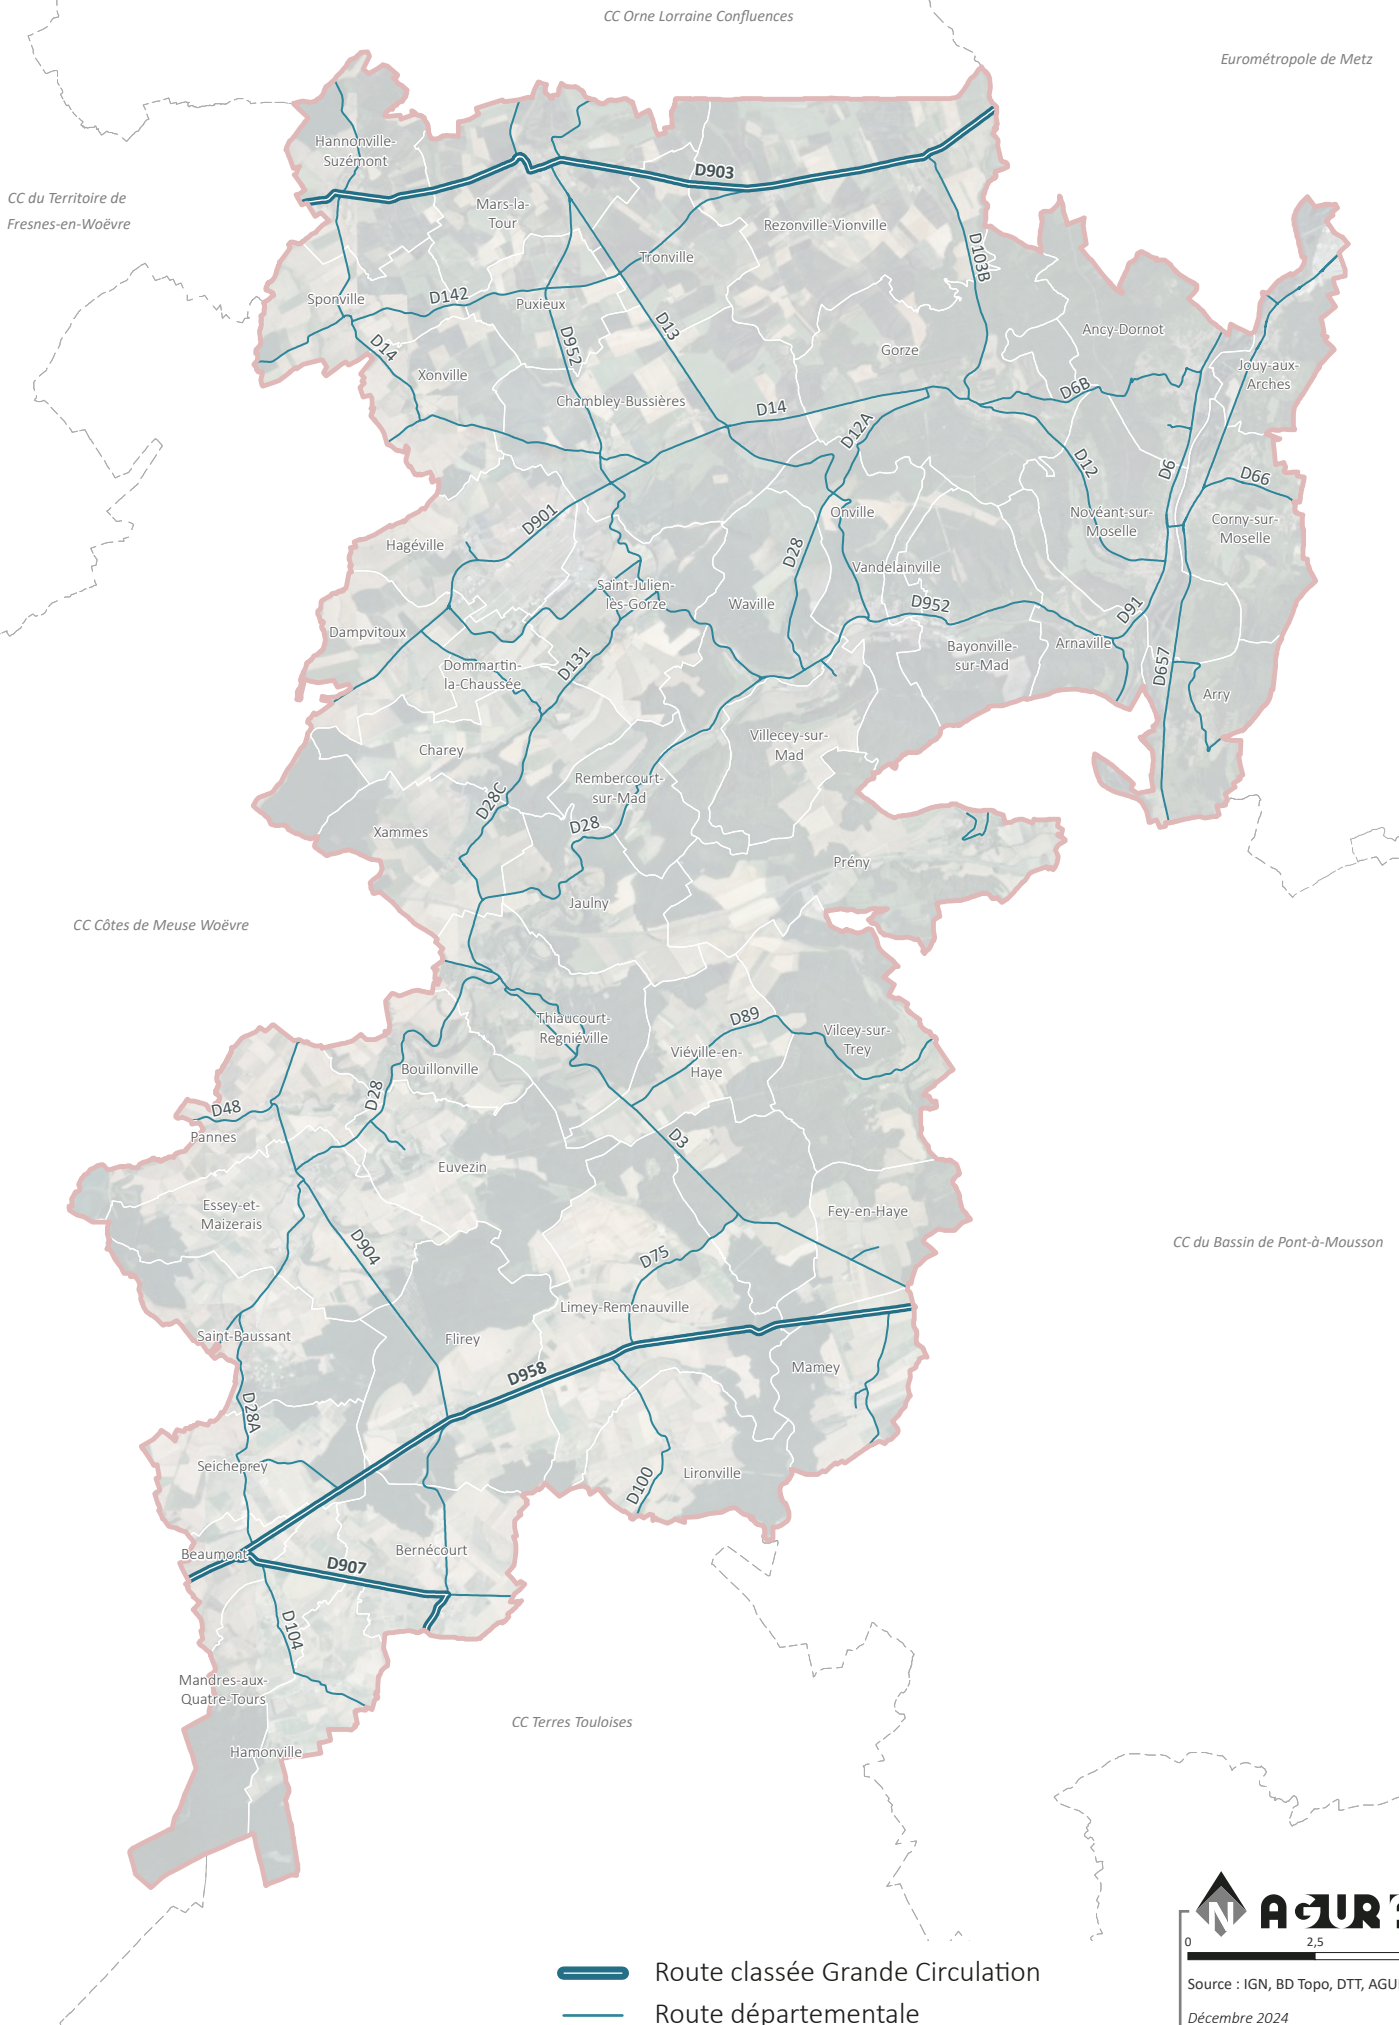 CC Orne Lorraine Confluences
Eurométropole de Metz
Hannonville-
Suzémont
D903
CC du Territoire de
Fresnes-en-Woëvre
Mars-la-
Tour
Rezonville-Vionville
Tronville
D103B
Sponville
D142
Puxieux
D13
D952
D14
Ancy-Dornot
Gorze
Xonville
Jouy-aux-
Arches
Chambley-Bussières
D14
D6B
D12A
D12
D6
D66
Onville
Novéant-sur-
Moselle
Corny-sur-
Moselle
D901
Hagéville
D28
Vandelainville
Saint-Julien-
lès-Gorze
Waville
D952
D91
Dampvitoux
Bayonville-
sur-Mad
Arnaville
Dommartin-
la-Chaussée
D131
D657
Arry
Charey
Villecey-sur-
Mad
Rembercourt-
sur-Mad
D28C
D28
Xammes
Prény
Jaulny
CC Côtes de Meuse Woëvre
Thiaucourt-
Regniéville
D89
Vilcey-sur-
Trey
Viéville-en-
Haye
Bouillonville
D28
D48
Pannes
D3
Euvezin
Essey-et-
Maizerais
Fey-en-Haye
D904
D75
CC du Bassin de Pont-à-Mousson
Limey-Remenauville
Saint-Baussant
Flirey
D958
Mamey
D28A
Seicheprey
D100
Lironville
Beaumont
Bernécourt
D907
D104
Mandres-aux-
Quatre-Tours
CC Terres Touloises
Hamonville
N
AGUR
0 2,5
Route classée Grande Circulation
Source : IGN, BD Topo, DTT, AGU
Route départementale
Décembre 2024